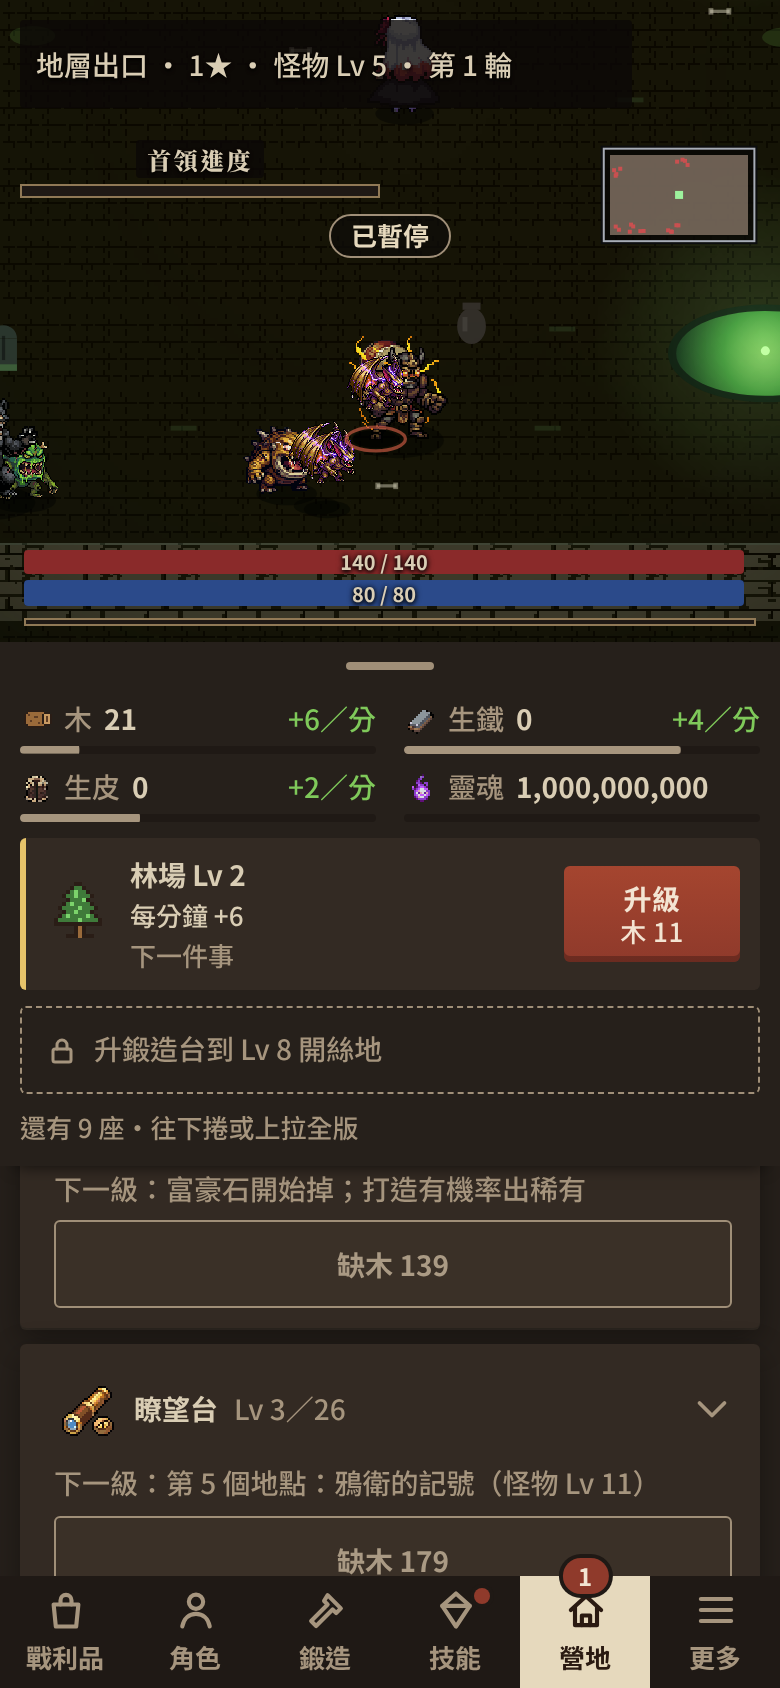 地層出口 • 1★ • 怪物 Lv 5 • 第 1 輪
首領進度
已暫停
140 / 140
80 / 80
木 21 +6／分
生鐵 0 +4／分
生皮 0 +2／分
靈魂 1,000,000,000
林場 Lv 2
每分鐘 +6
下一件事
升級
木 11
升鍛造台到 Lv 8 開絲地
還有 9 座・往下捲或上拉全版
下一級：富豪石開始掉；打造有機率出稀有
缺木 139
瞭望台 Lv 3／26
下一級：第 5 個地點：鴉衛的記號（怪物 Lv 11）
缺木 179
1
戰利品
角色
鍛造
技能
營地
更多